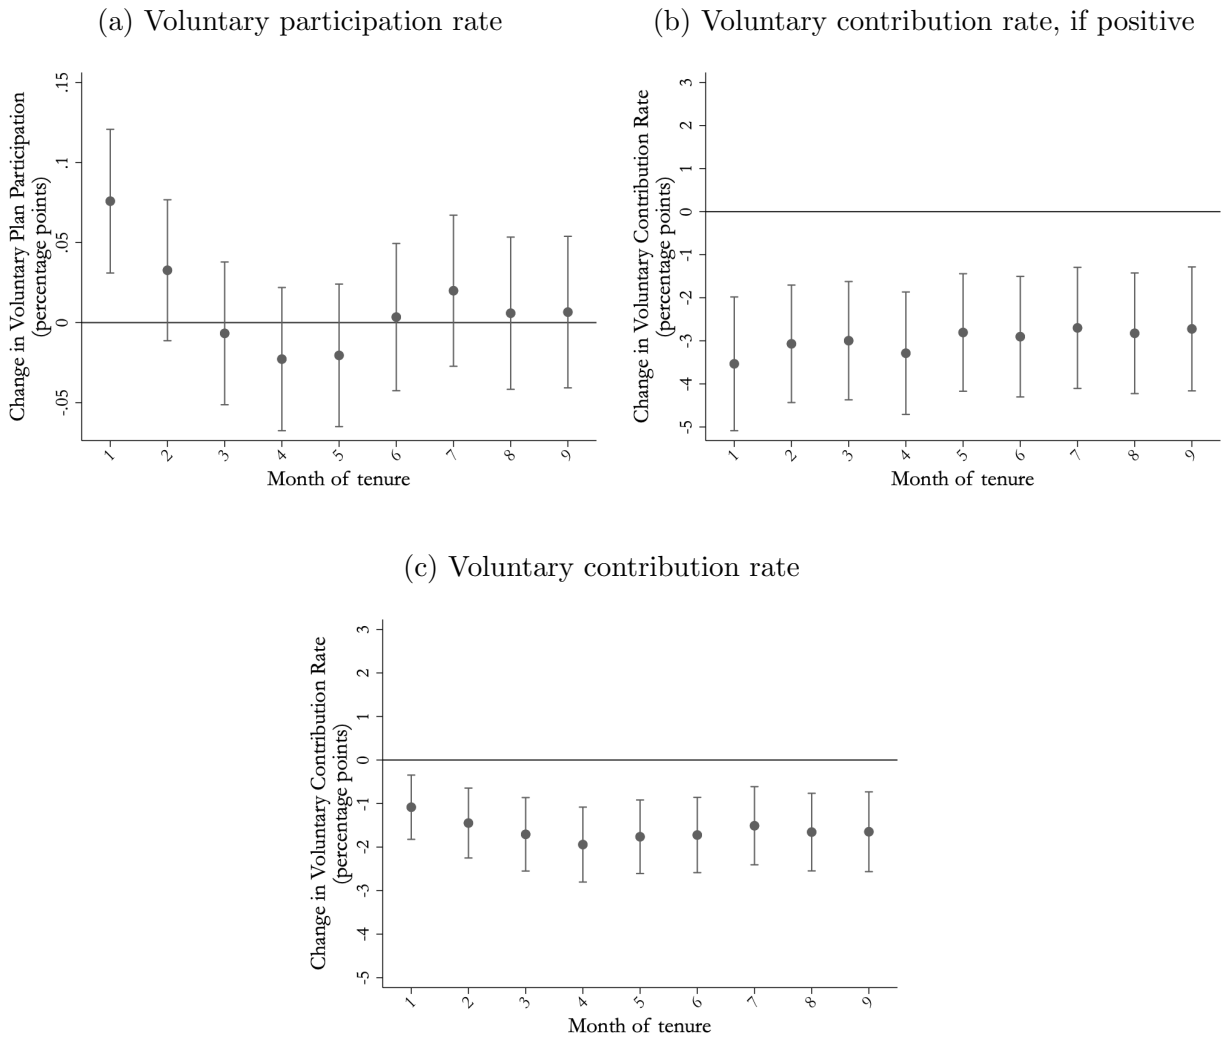 (a) Voluntary participation rate
Change in Voluntary Plan Participation
(percentage points)
.15
.1
.05
0
-.05
1 2 3 4 5 6 7 8 9
Month of tenure
(b) Voluntary contribution rate, if positive
Change in Voluntary Contribution Rate
(percentage points)
3
2
1
0
-1
-2
-3
-4
-5
1 2 3 4 5 6 7 8 9
Month of tenure
(c) Voluntary contribution rate
Change in Voluntary Contribution Rate
(percentage points)
3
2
1
0
-1
-2
-3
-4
-5
1 2 3 4 5 6 7 8 9
Month of tenure